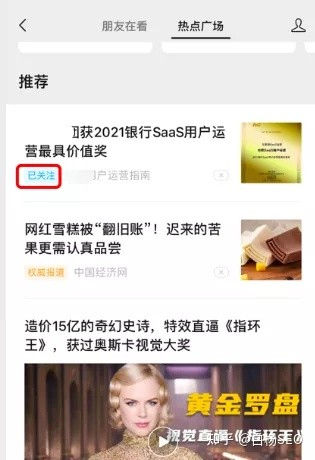 朋友在看
热点广场
推荐
获2021银行SaaS用户运
营最具价值奖
已关注
户运营指南
网红雪糕被“翻旧账”！迟来的苦
果更需认真品尝
权威报道
中国经济网
造价15亿的奇幻史诗，特效直逼《指环
王》，获过奥斯卡视觉大奖
黄金罗盘
视觉直逼《指环王》
知乎 @白杨SEO